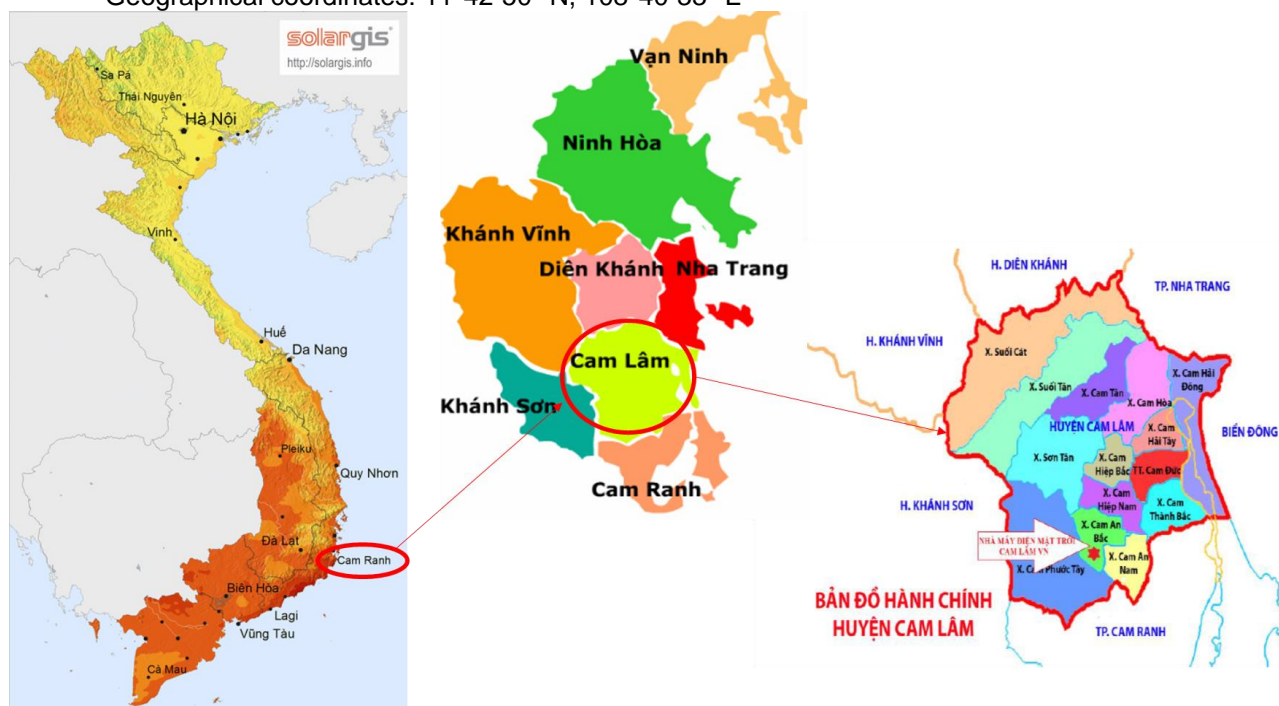 solargis
http://solargis.info
Sa Pá
Thái Nguyên
Hà Nội
Vinh
Huế
Da Nang
Pleiku
Quy Nhơn
Đà Lat
Cam Ranh
Biên Hòa
Lagi
Vũng Tàu
Cà Mau
Vạn Ninh
Ninh Hòa
Khánh Vĩnh
Diên Khánh
Nha Trang
Cam Lâm
Khánh Sơn
Cam Ranh
H. DIÊN KHÁNH
TP. NHA TRANG
H. KHÁNH VĨNH
X. Suối Cát
X. Cam Hải
Đông
X. Suối Tân
X. Cam Tân
X. Cam Hòa
HUYỆN CAM LÂM
X. Cam
Hải Tây
BIỂN ĐÔNG
X. Sơn Tân
X. Cam
Hiệp Bắc
TT. Cam Đức
H. KHÁNH SƠN
X. Cam
Hiệp Nam
X. Cam
Thành Bắc
X. Cam An
Bắc
NHÀ MÁY ĐIỆN MẶT TRỜI
CAM LÂM VN
X. Cam An
Nam
X. Cam Phước Tây
BẢN ĐỒ HÀNH CHÍNH
HUYỆN CAM LÂM
TP. CAM RANH